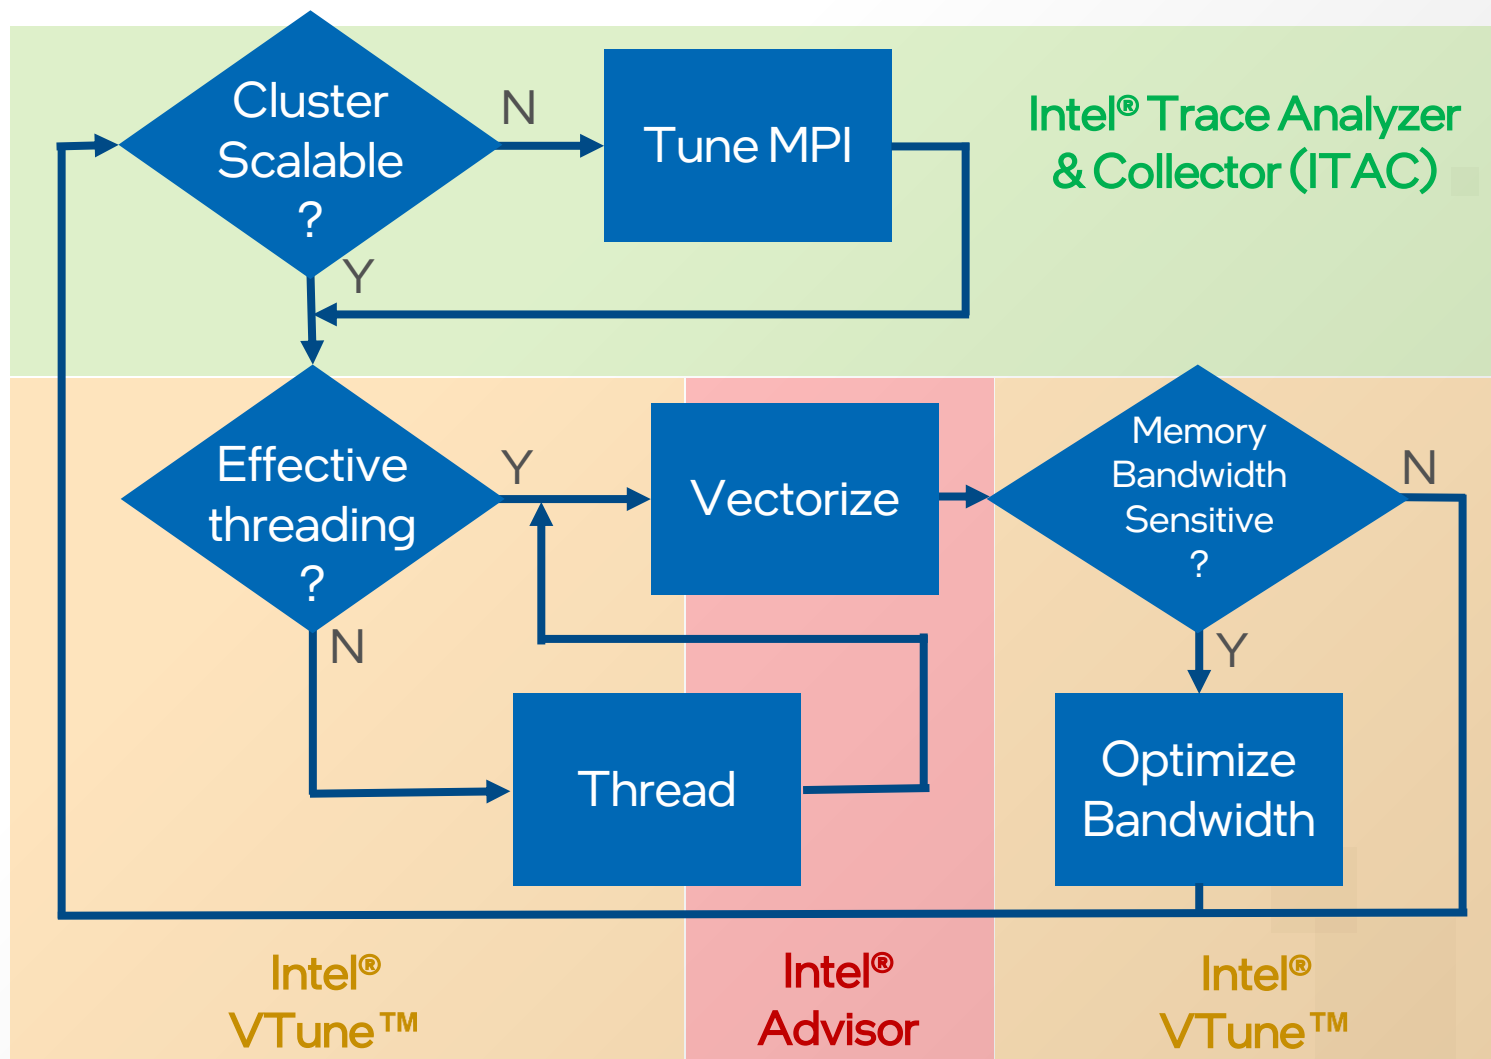 Cluster
Scalable
?
N
Tune MPI
Intel® Trace Analyzer
& Collector (ITAC)
Y
Effective
threading
?
Y
Vectorize
Memory
Bandwidth
Sensitive
?
N
N
Thread
Y
Optimize
Bandwidth
Intel®
VTune™
Intel®
Advisor
Intel®
VTune™